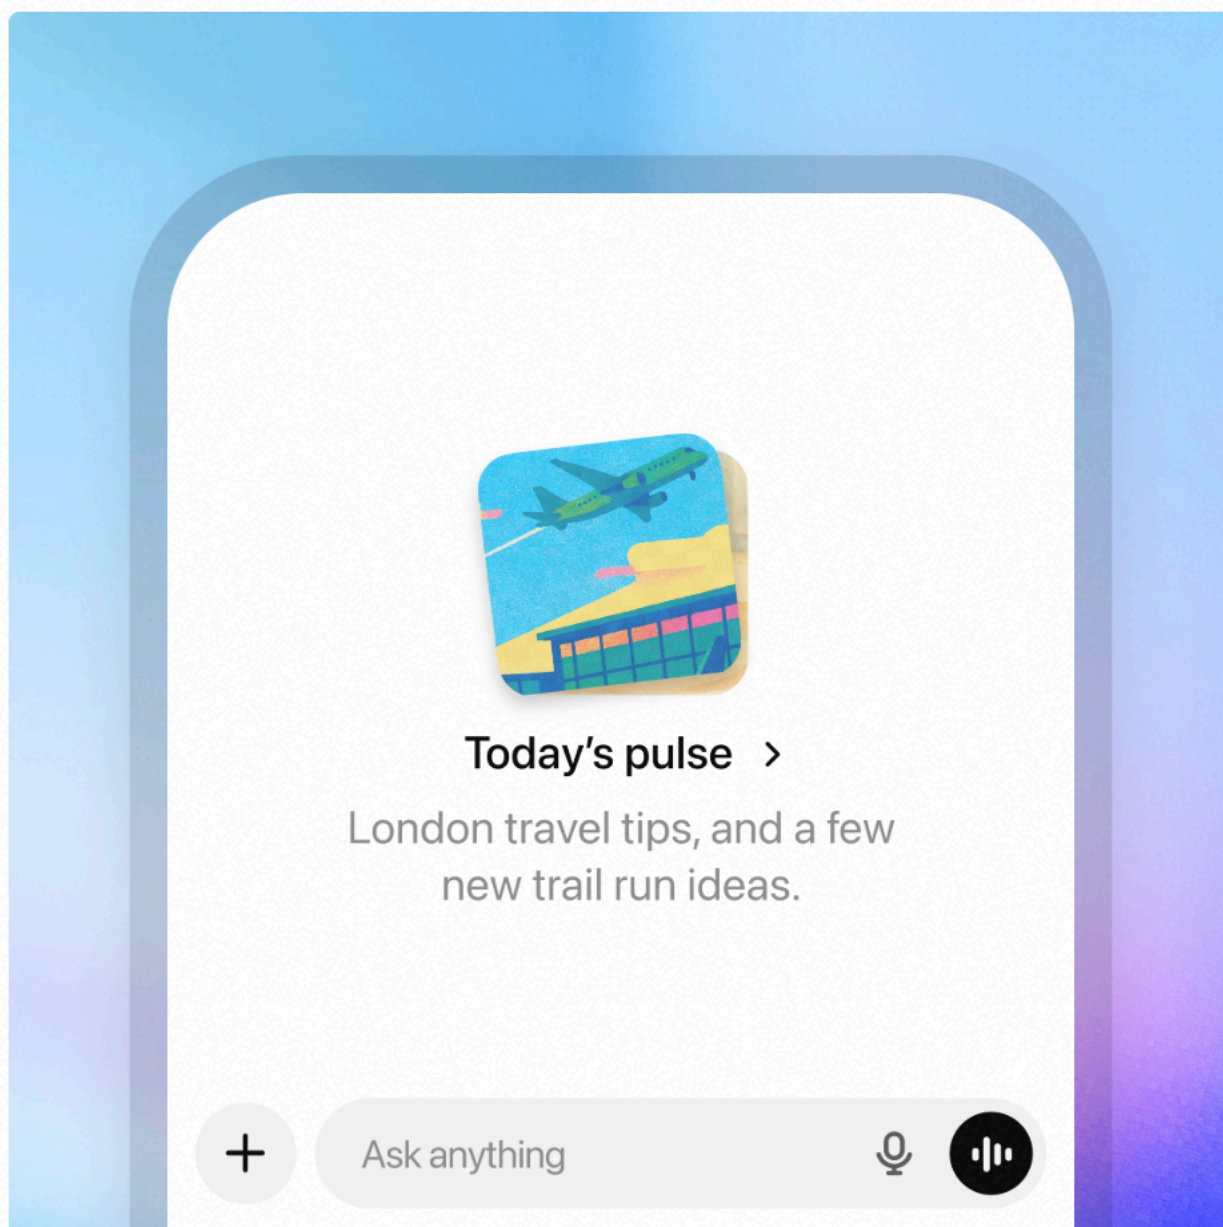 Today’s pulse
London travel tips, and a few
new trail run ideas.
Ask anything